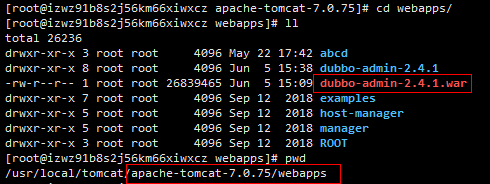 [root@izwz91b8s2j56km66xiwxcz apache-tomcat-7.0.75]# cd webapps/
[root@izwz91b8s2j56km66xiwxcz webapps]# ll
total 26236
drwxr-xr-x 3 root root 4096 May 22 17:42 abcd
drwxr-xr-x 8 root root 4096 Jun 5 15:38 dubbo-admin-2.4.1
-rw-r--r-- 1 root root 26839465 Jun 5 15:09 dubbo-admin-2.4.1.war
drwxr-xr-x 7 root root 4096 Sep 12 2018 examples
drwxr-xr-x 5 root root 4096 Sep 12 2018 host-manager
drwxr-xr-x 5 root root 4096 Sep 12 2018 manager
drwxr-xr-x 3 root root 4096 Sep 12 2018 ROOT
[root@izwz91b8s2j56km66xiwxcz webapps]# pwd
/usr/local/tomcat/apache-tomcat-7.0.75/webapps